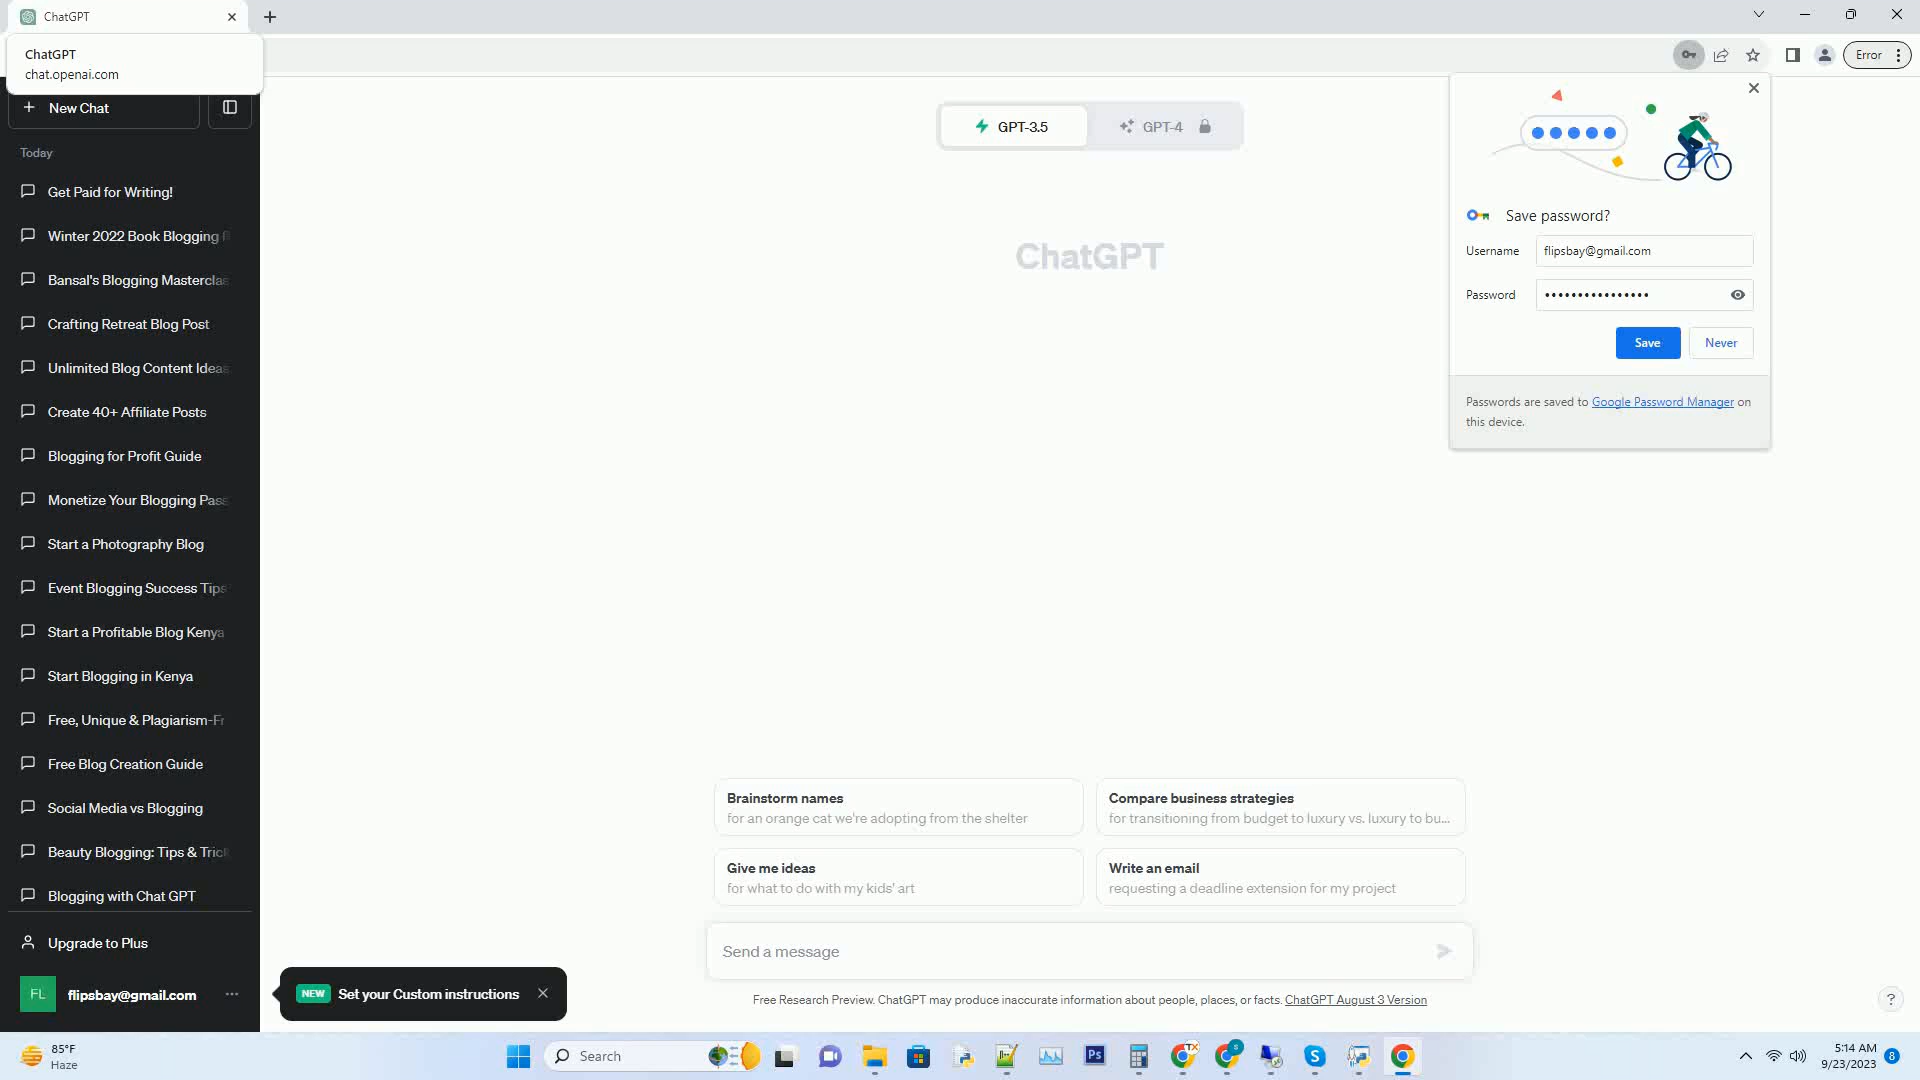 ChatGPT
ChatGPT
chat.openai.com
Error
New Chat
Today
Get Paid for Writing!
Winter 2022 Book Blogging
Bansal's Blogging Masterclas
Crafting Retreat Blog Post
Unlimited Blog Content Ideas
Create 40+ Affiliate Posts
Blogging for Profit Guide
Monetize Your Blogging Pass
Start a Photography Blog
Event Blogging Success Tips
Start a Profitable Blog Kenya
Start Blogging in Kenya
Free, Unique & Plagiarism-Fr
Free Blog Creation Guide
Social Media vs Blogging
Beauty Blogging: Tips & Trick
Blogging with Chat GPT
Upgrade to Plus
FL flipsbay@gmail.com
GPT-3.5 GPT-4
ChatGPT
Save password?
Username flipsbay@gmail.com
Password ••••••••••••••••
Save Never
Passwords are saved to Google Password Manager on
this device.
Brainstorm names
for an orange cat we're adopting from the shelter
Compare business strategies
for transitioning from budget to luxury vs. luxury to bu...
Give me ideas
for what to do with my kids' art
Write an email
requesting a deadline extension for my project
Send a message
NEW Set your Custom instructions
Free Research Preview. ChatGPT may produce inaccurate information about people, places, or facts. ChatGPT August 3 Version
?
85°F
Haze
Search
Ps
TX
S
5:14 AM
9/23/2023
8